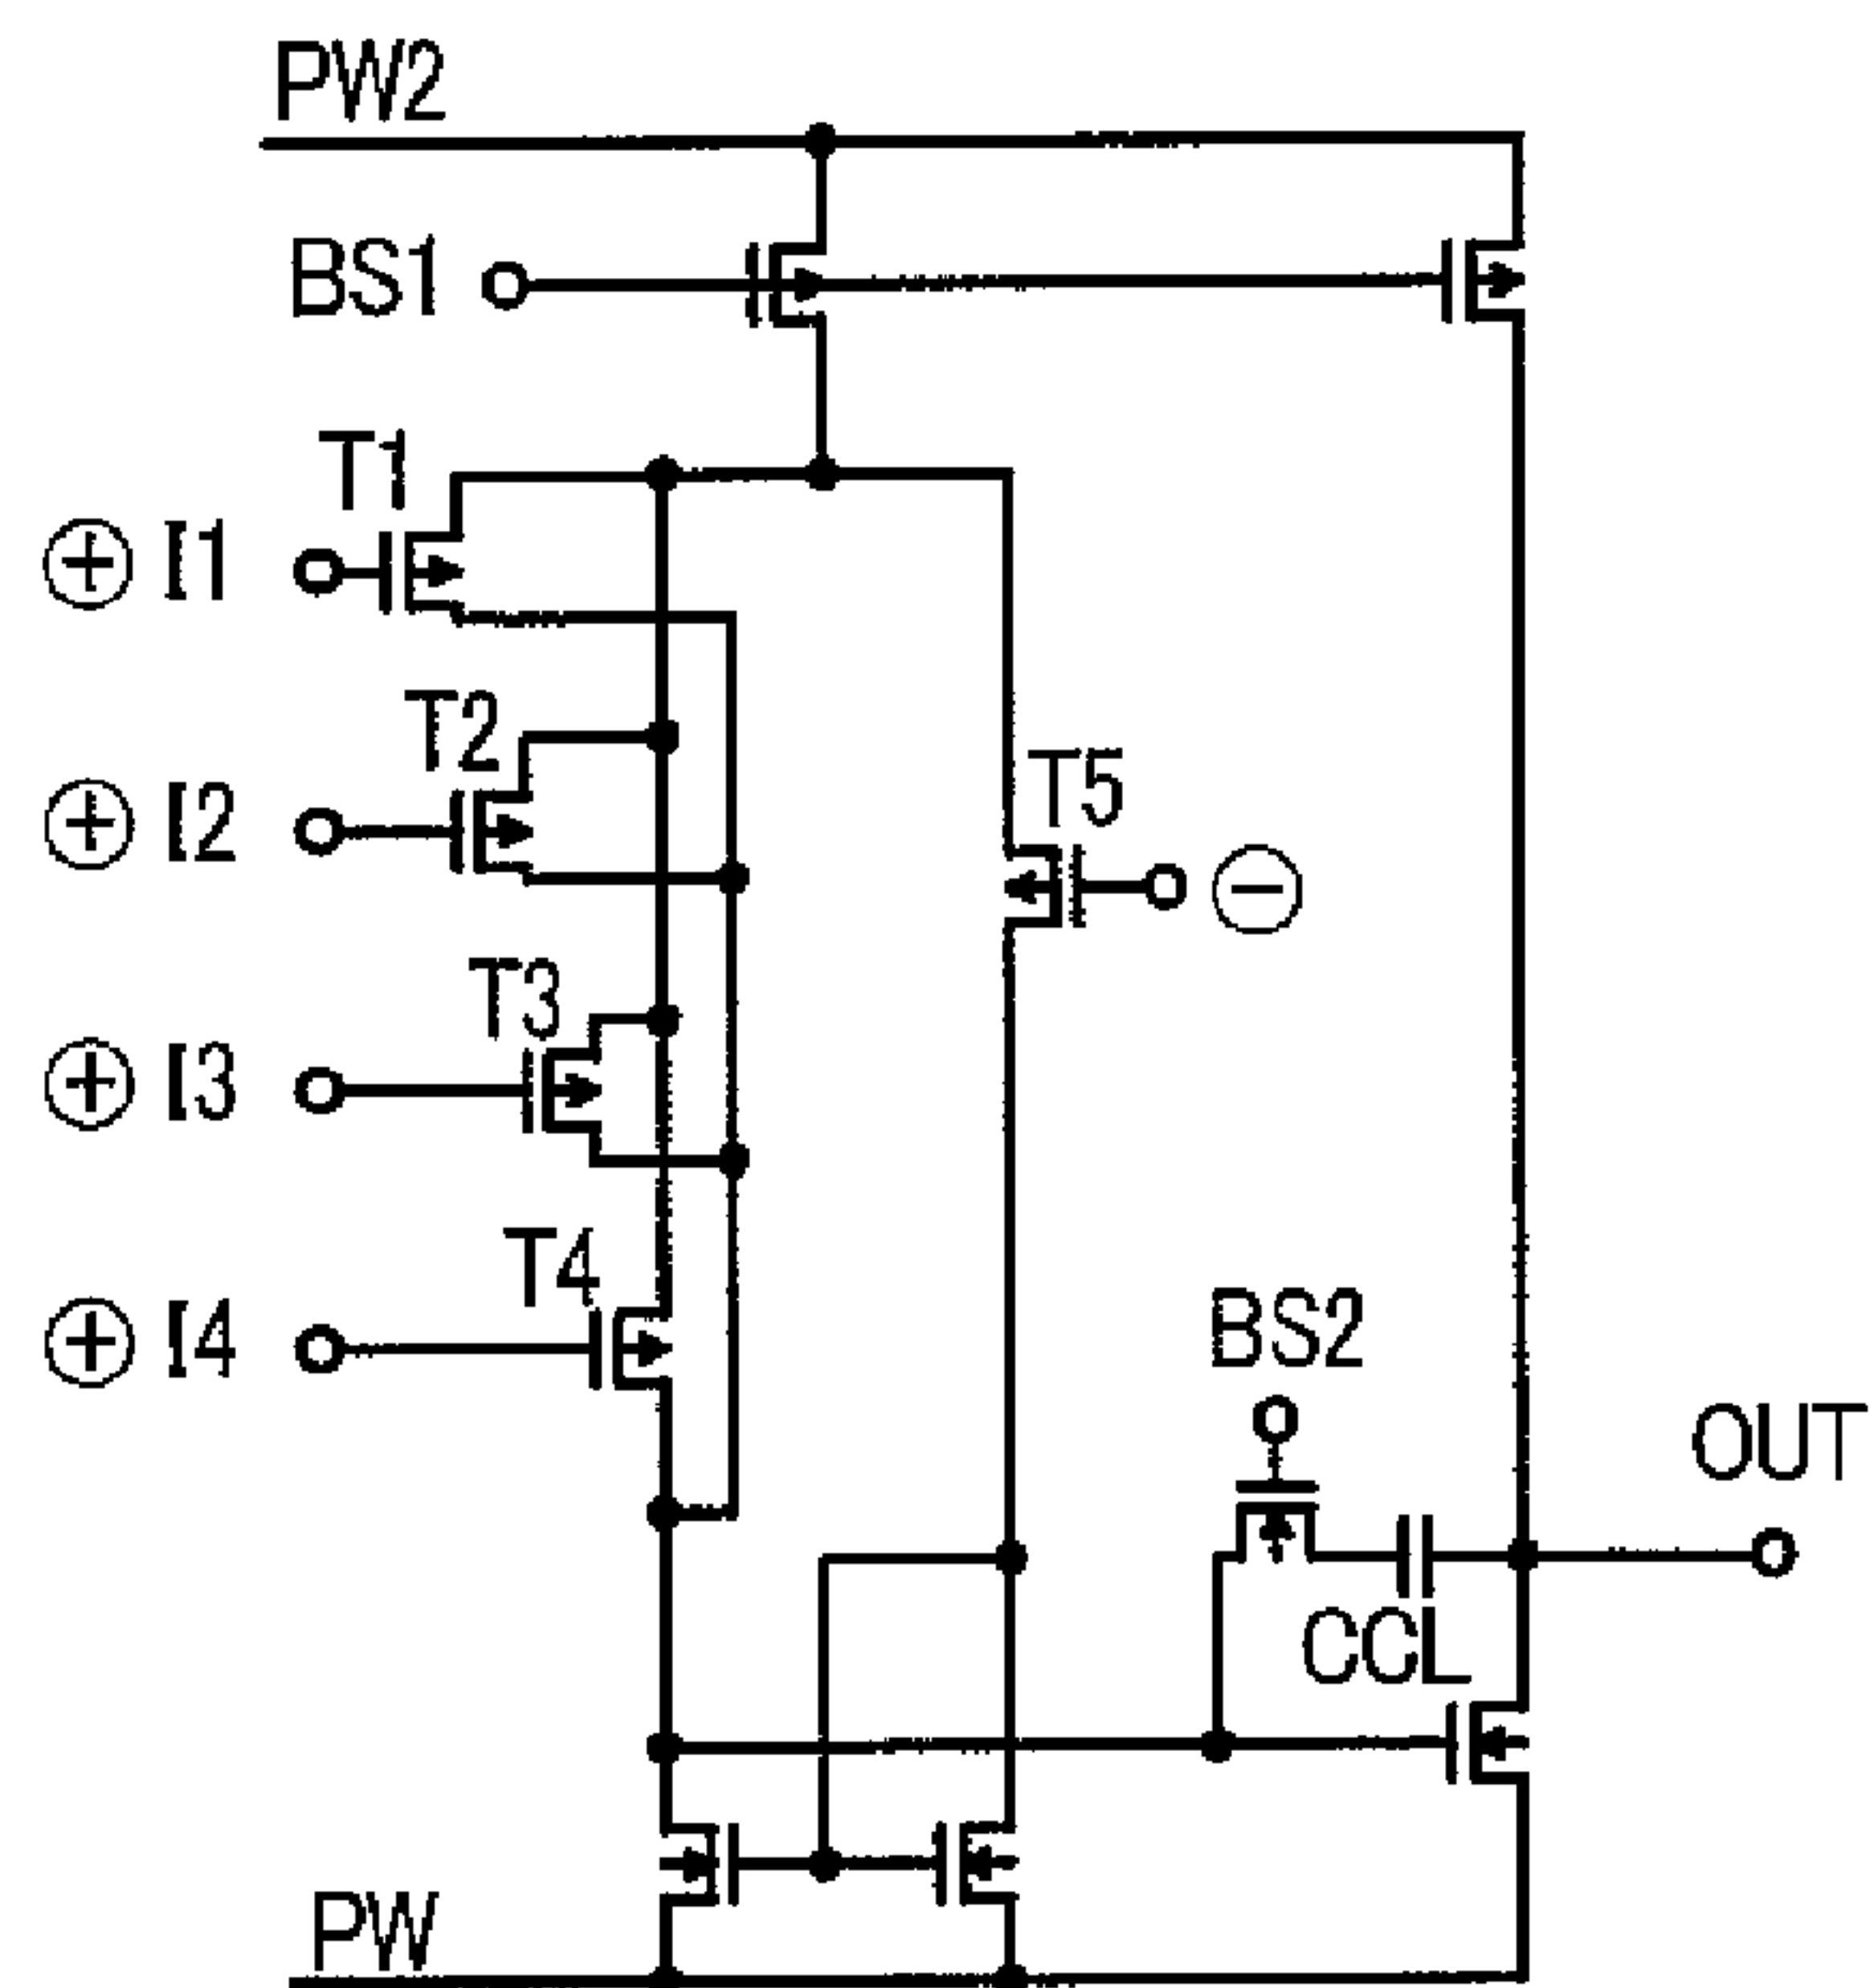 PW2
BS1
T1
⊕ I1
T2
⊕ I2
T5
⊖
T3
⊕ I3
T4
⊕ I4
BS2
OUT
CCL
PW